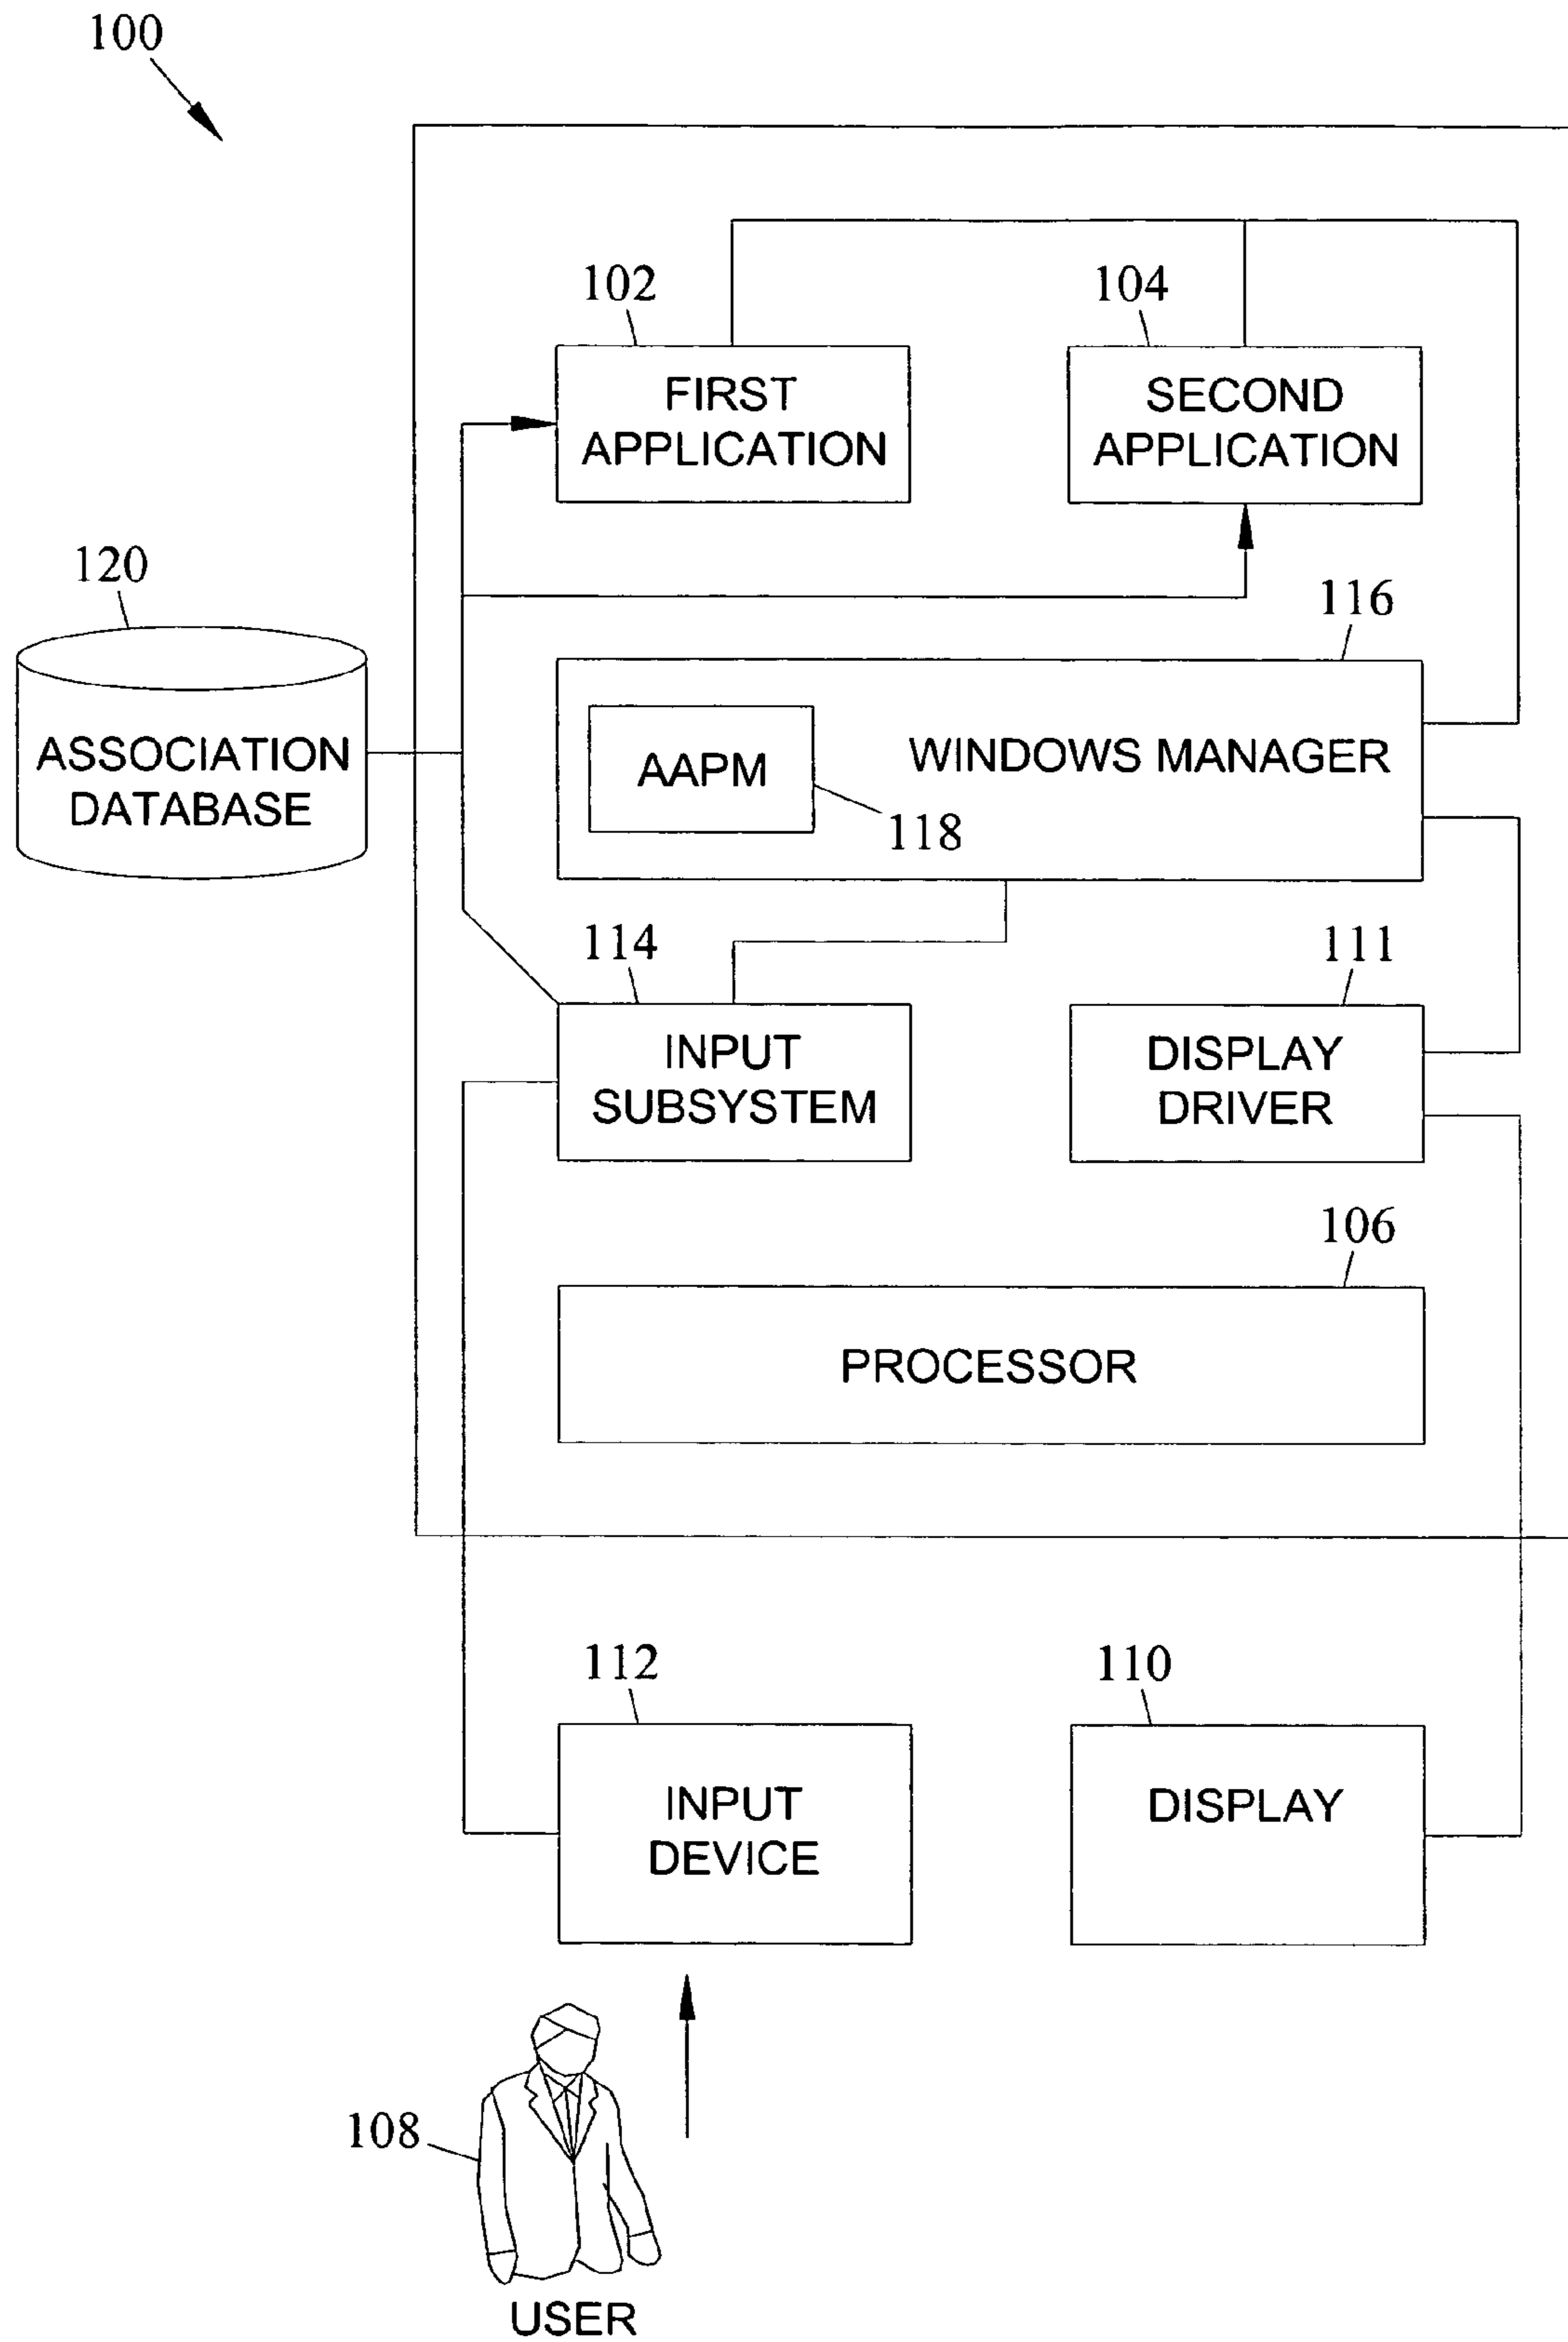 100
102
104
FIRST
APPLICATION
SECOND
APPLICATION
120
116
ASSOCIATION
DATABASE
AAPM
WINDOWS MANAGER
118
114
111
INPUT
SUBSYSTEM
DISPLAY
DRIVER
106
PROCESSOR
112
110
INPUT
DEVICE
DISPLAY
108
USER